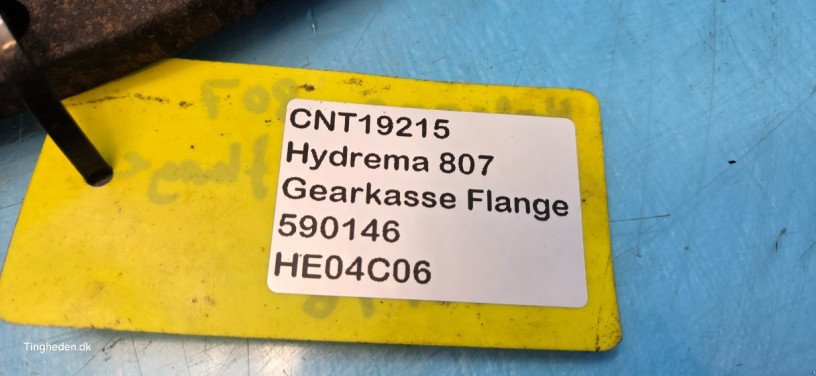 CNT19215
Hydrema 807
Gearkasse Flange
590146
HE04C06
Tingheden.dk